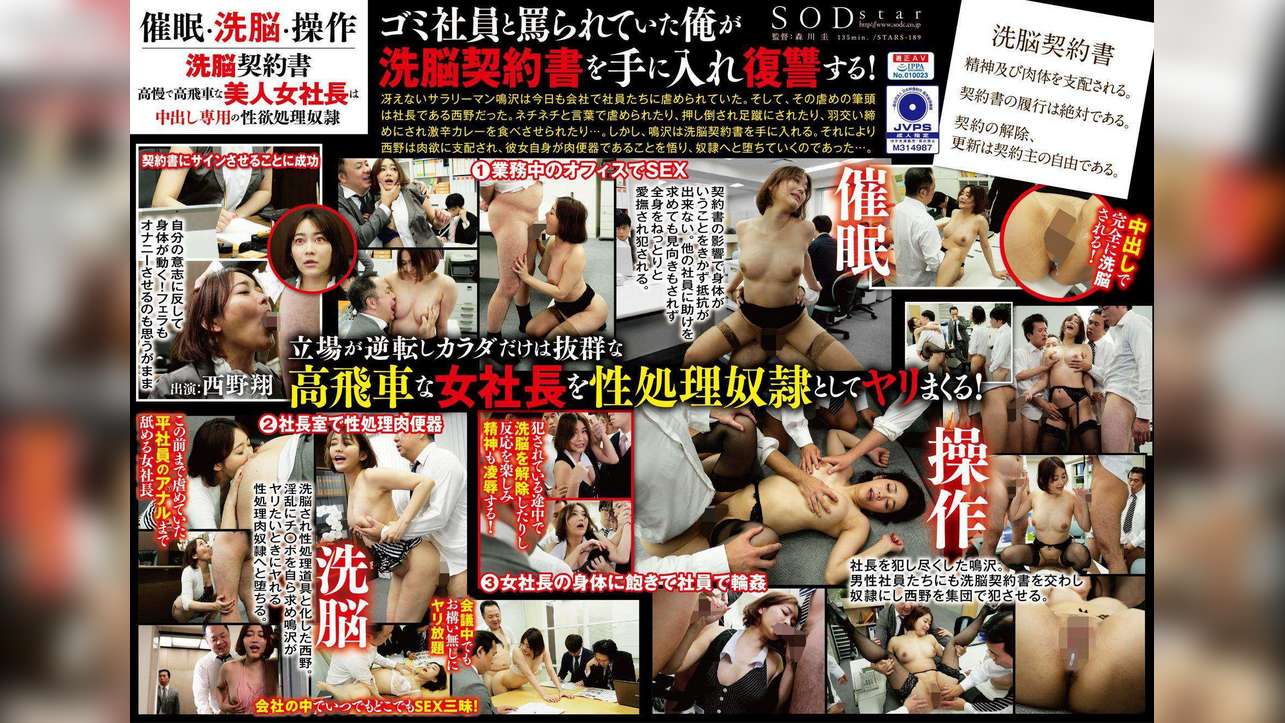 催眠・洗脳・操作
洗脳契約書
高慢で高飛車な美人女社長は
中出し専用の性欲処理奴隷
ゴミ社員と罵られていた俺が
洗脳契約書を手に入れ復讐する!
SODstar
http://www.sodc.co.jp
監督:森川圭 135min. /STARS-189
適正AV
IPPA
No.010023
JVPS
成人指定
M314987
冴えないサラリーマン鳴沢は今日も会社で社員たちに虐められていた。そして、その虐めの筆頭
は社長である西野だった。ネチネチと言葉で虐められたり、押し倒され足蹴にされたり、羽交い締
めにされ激辛カレーを食べさせられたり…。しかし、鳴沢は洗脳契約書を手に入れる。それにより
西野は肉欲に支配され、彼女自身が肉便器であることを悟り、奴隷へと堕ちていくのであった…。
洗脳契約書
精神及び肉体を支配される。
契約書の履行は絶対である。
契約の解除、
更新は契約主の自由である。
契約書にサインさせることに成功
自分の意志に反して
身体が動く!フェラも
オナニーさせるのも思うがまま
出演:西野翔
①業務中のオフィスでSEX
契約書の影響で身体が
いうことをきかず抵抗が
出来ない。他の社員に助けを
求めても見向きもされず
全身をねっとりと
愛撫され犯される。
催眠
中出しで
完全に洗脳
される!
立場が逆転しカラダだけは抜群な
高飛車な女社長を性処理奴隷としてヤリまくる!
②社長室で性処理肉便器
この前まで虐めていた
平社員のアナルまで
舐める女社長
洗脳され性処理道具と化した西野。
淫乱にチ〇ポを自ら求め鳴沢が
ヤリたいときにヤレる
性処理肉奴隷へと堕ちる。
洗脳
会議中でも
お構い無しに
ヤリ放題
会社の中でいつでもどこでもSEX三昧!
犯されている途中で
洗脳を解除したりし
反応を楽しみ
精神も凌辱する!
③女社長の身体に飽きて社員で輪姦
操作
社長を犯し尽くした鳴沢。
男性社員たちにも洗脳契約書を交わし
奴隷にし西野を集団で犯させる。